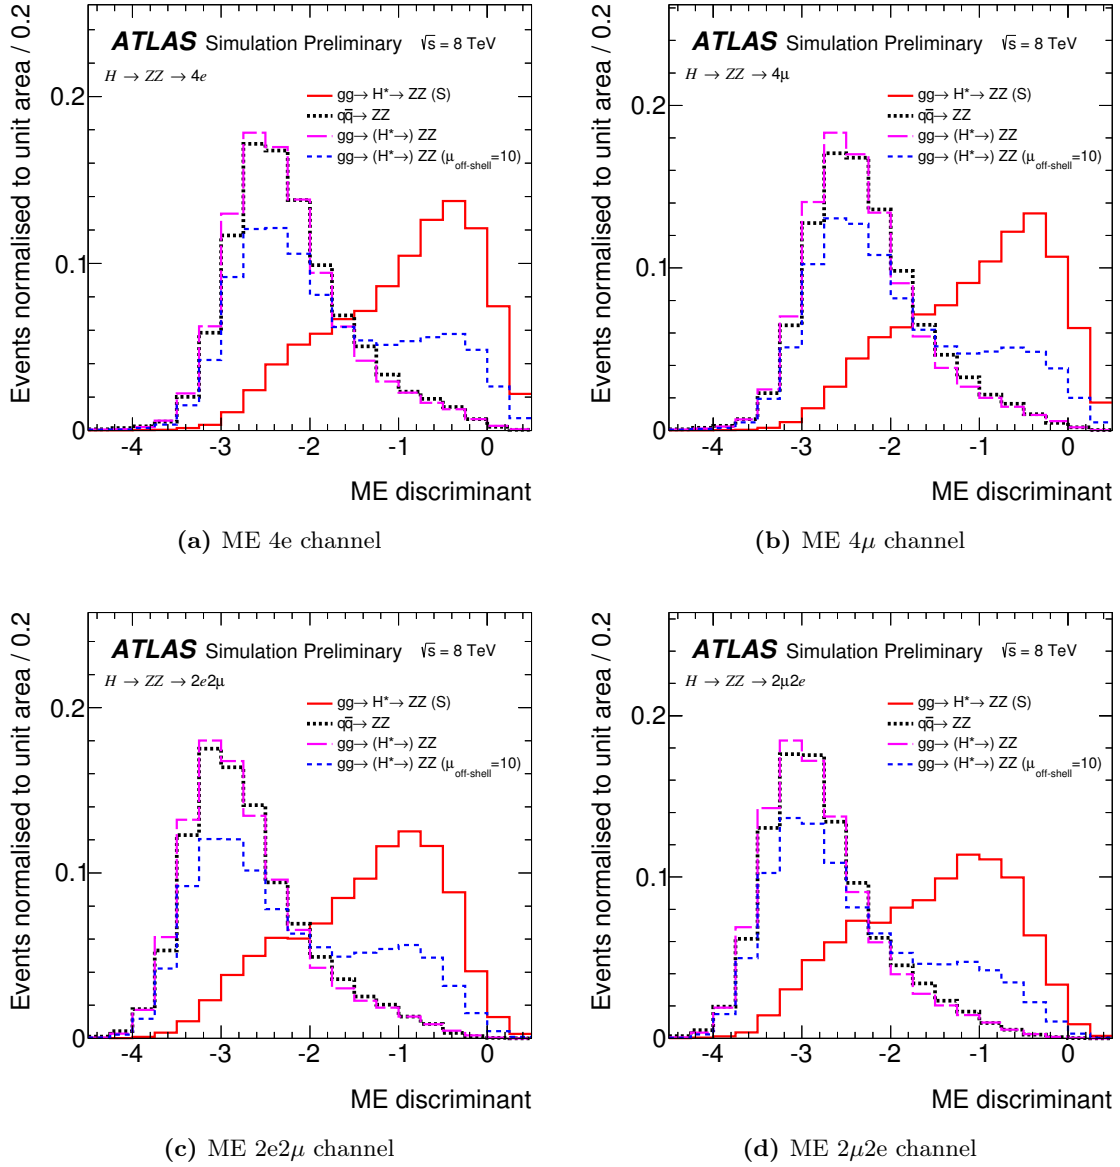 Events normalised to unit area / 0.2
ATLAS Simulation Preliminary √s = 8 TeV
H → ZZ → 4e
gg→ H*→ ZZ (S)
qq̄→ ZZ
gg→ (H*→) ZZ
gg→ (H*→) ZZ (μoff-shell=10)
0.2
0.1
0
-4 -3 -2 -1 0
ME discriminant
(a) ME 4e channel
Events normalised to unit area / 0.2
ATLAS Simulation Preliminary √s = 8 TeV
H → ZZ → 4μ
gg→ H*→ ZZ (S)
qq̄→ ZZ
gg→ (H*→) ZZ
gg→ (H*→) ZZ (μoff-shell=10)
0.2
0.1
0
-4 -3 -2 -1 0
ME discriminant
(b) ME 4μ channel
Events normalised to unit area / 0.2
ATLAS Simulation Preliminary √s = 8 TeV
H → ZZ → 2e2μ
gg→ H*→ ZZ (S)
qq̄→ ZZ
gg→ (H*→) ZZ
gg→ (H*→) ZZ (μoff-shell=10)
0.2
0.1
0
-4 -3 -2 -1 0
ME discriminant
(c) ME 2e2μ channel
Events normalised to unit area / 0.2
ATLAS Simulation Preliminary √s = 8 TeV
H → ZZ → 2μ2e
gg→ H*→ ZZ (S)
qq̄→ ZZ
gg→ (H*→) ZZ
gg→ (H*→) ZZ (μoff-shell=10)
0.2
0.1
0
-4 -3 -2 -1 0
ME discriminant
(d) ME 2μ2e channel